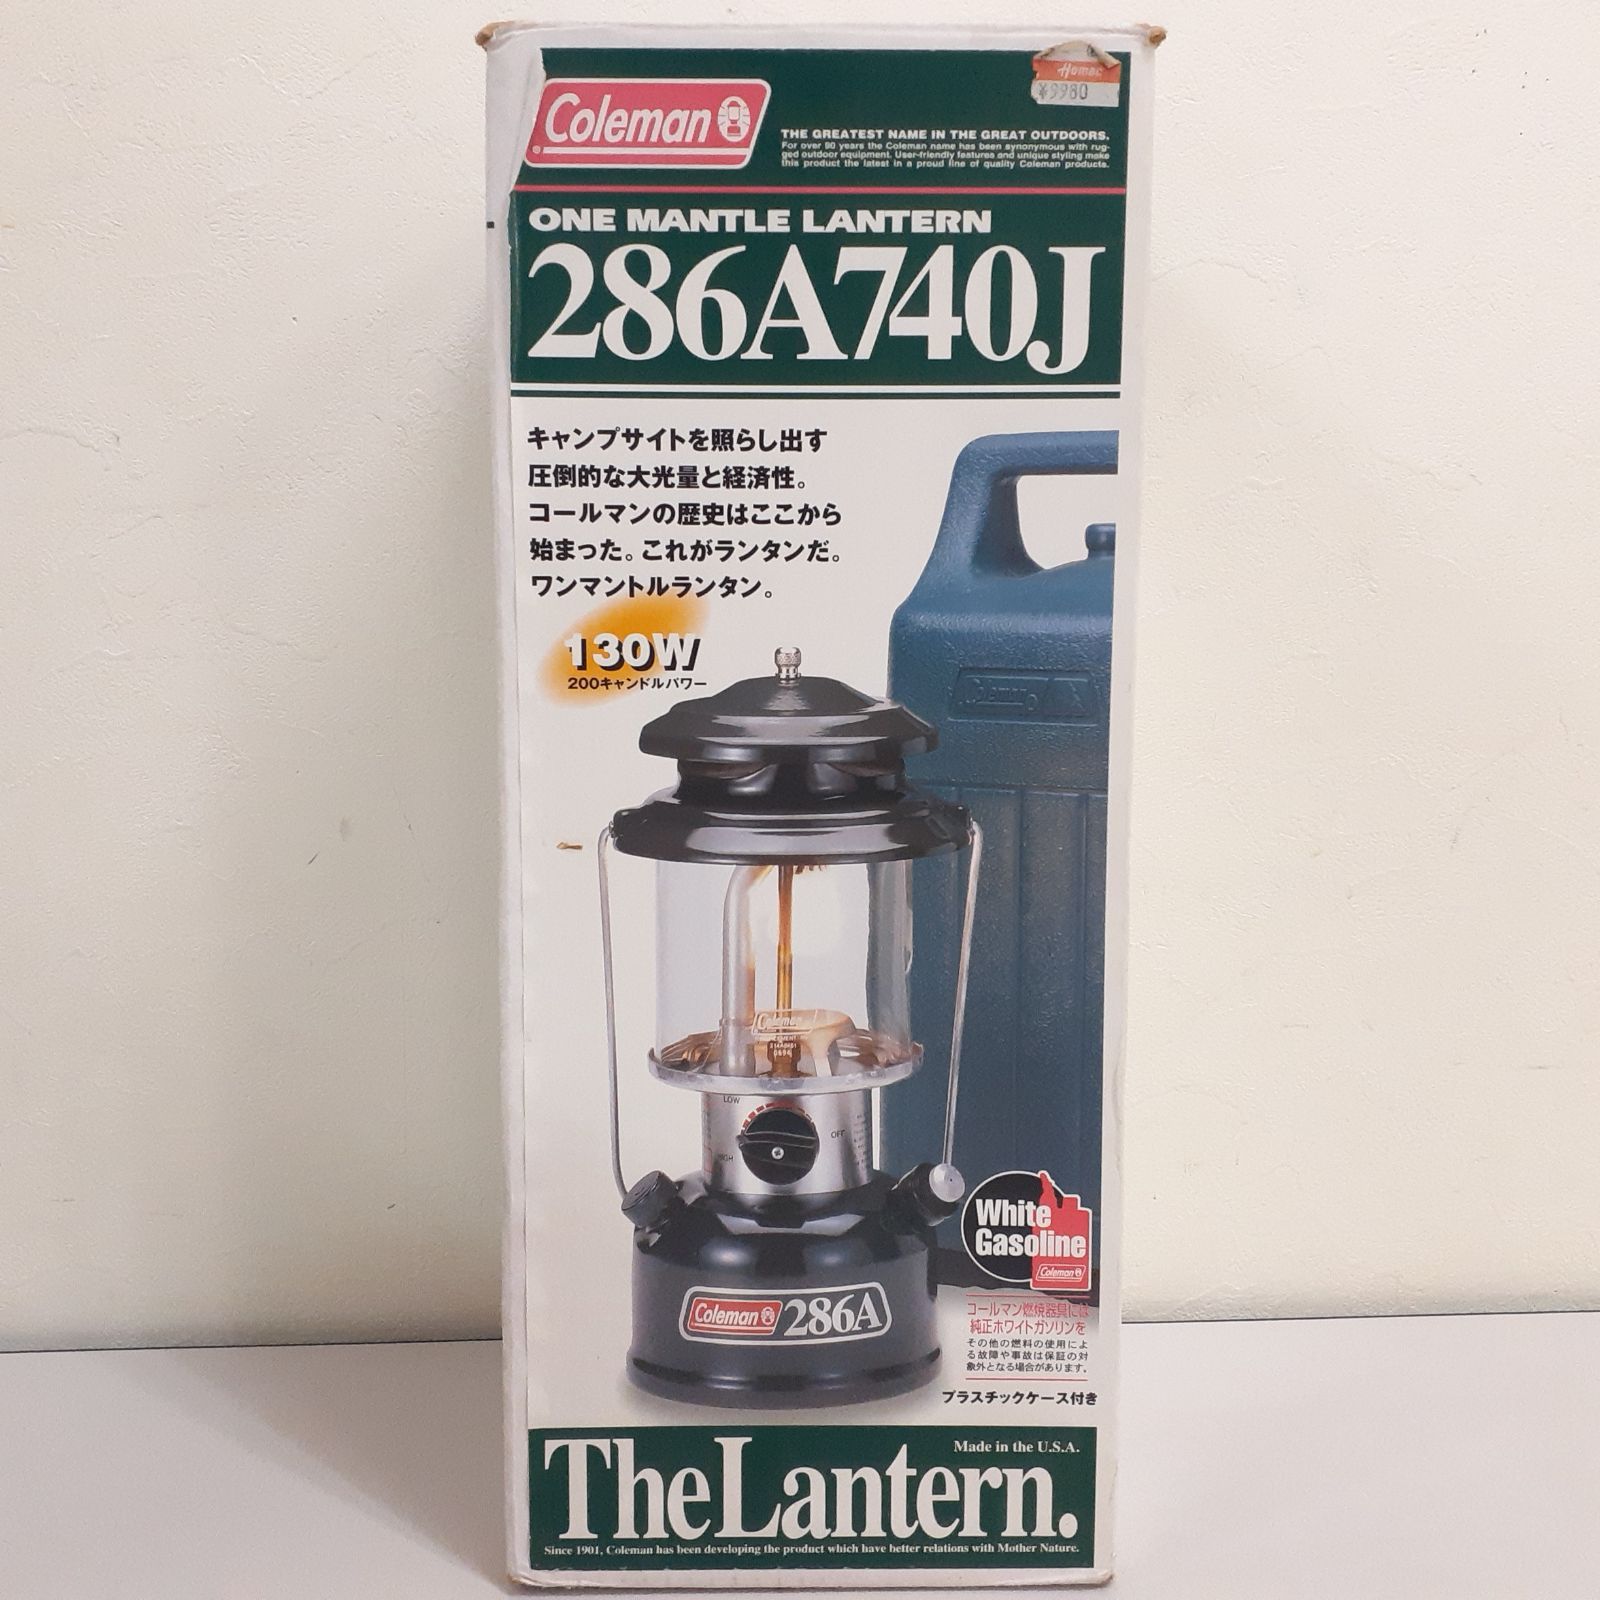 Homac
¥9980
Coleman
THE GREATEST NAME IN THE GREAT OUTDOORS.
For over 90 years the Coleman name has been synonymous with rug-
ged outdoor equipment. User-friendly features and unique styling make
this product the latest in a proud line of quality Coleman products.
ONE MANTLE LANTERN
286A740J
キャンプサイトを照らし出す
圧倒的な大光量と経済性。
コールマンの歴史はここから
始まった。これがランタンだ。
ワンマントルランタン。
130W
200キャンドルパワー
Coleman
Coleman
0694
LOW
OFF
HIGH
White
Gasoline
Coleman
コールマン燃焼器具には
純正ホワイトガソリンを
その他の燃料の使用によ
る故障や事故は保証の対
象外となる場合があります。
Coleman 286A
プラスチックケース付き
Made in the U.S.A.
The Lantern.
Since 1901, Coleman has been developing the product which have better relations with Mother Nature.